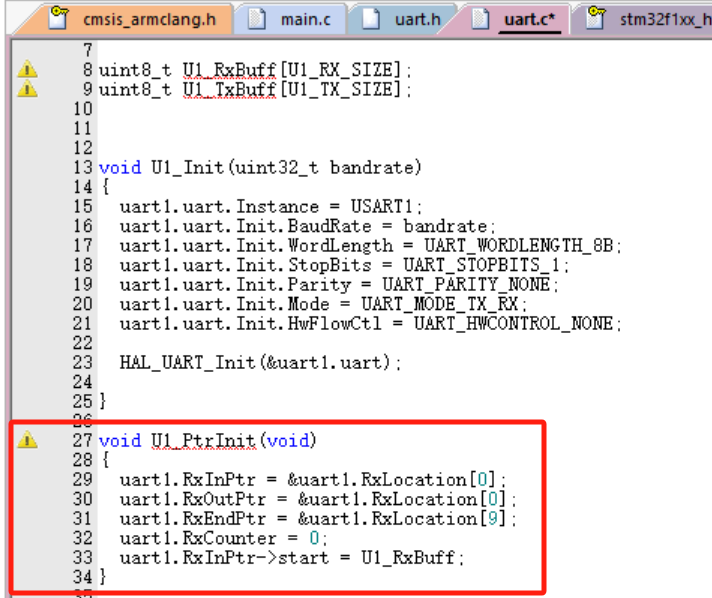 cmsis_armclang.h main.c uart.h uart.c* stm32f1xx_h
7
8 uint8_t U1_RxBuff[U1_RX_SIZE];
9 uint8_t U1_TxBuff[U1_TX_SIZE];
10
11
12
13 void U1_Init(uint32_t bandrate)
14 {
15 uart1.uart.Instance = USART1;
16 uart1.uart.Init.BaudRate = bandrate;
17 uart1.uart.Init.WordLength = UART_WORDLENGTH_8B;
18 uart1.uart.Init.StopBits = UART_STOPBITS_1;
19 uart1.uart.Init.Parity = UART_PARITY_NONE;
20 uart1.uart.Init.Mode = UART_MODE_TX_RX;
21 uart1.uart.Init.HwFlowCtl = UART_HWCONTROL_NONE;
22
23 HAL_UART_Init(&uart1.uart);
24
25 }
26
27 void U1_PtrInit(void)
28 {
29 uart1.RxInPtr = &uart1.RxLocation[0];
30 uart1.RxOutPtr = &uart1.RxLocation[0];
31 uart1.RxEndPtr = &uart1.RxLocation[9];
32 uart1.RxCounter = 0;
33 uart1.RxInPtr->start = U1_RxBuff;
34 }
35